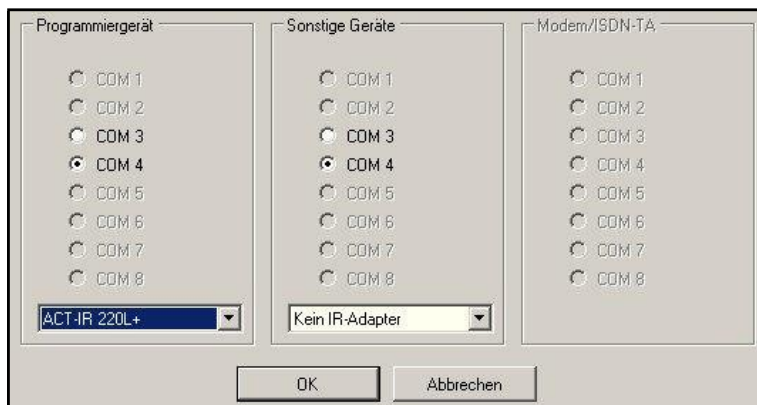 Programmiergerät
COM 1
COM 2
COM 3
COM 4
COM 5
COM 6
COM 7
COM 8
ACT-IR 220L+
Sonstige Geräte
COM 1
COM 2
COM 3
COM 4
COM 5
COM 6
COM 7
COM 8
Kein IR-Adapter
Modem/ISDN-TA
COM 1
COM 2
COM 3
COM 4
COM 5
COM 6
COM 7
COM 8
OK
Abbrechen